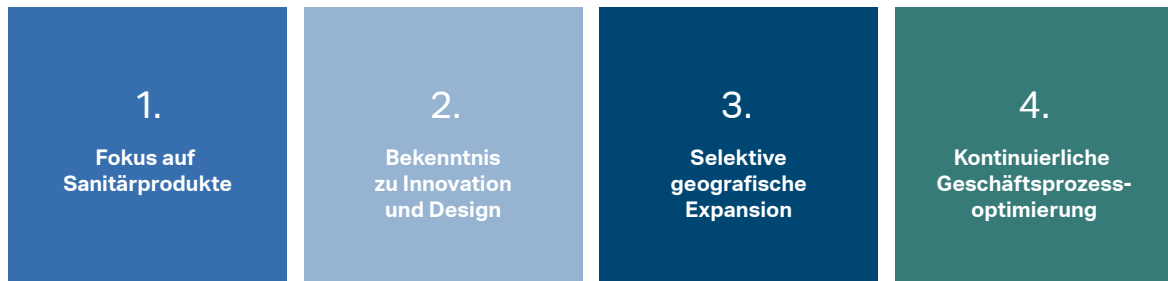 1.
Fokus auf
Sanitärprodukte
2.
Bekenntnis
zu Innovation
und Design
3.
Selektive
geografische
Expansion
4.
Kontinuierliche
Geschäftsprozess-
optimierung